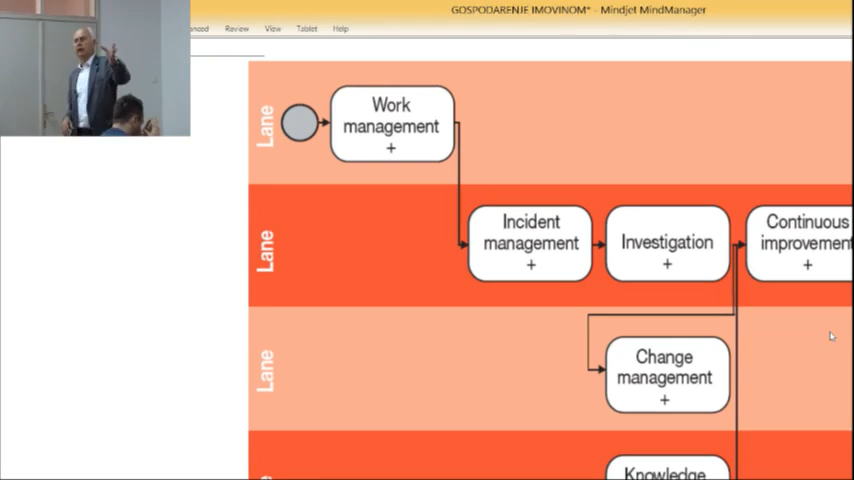 GOSPODARENJE IMOVINOM* - Mindjet MindManager
Review View Tablet Help
Lane
Work
management
+
Lane
Incident
management
+
Investigation
+
Continuous
improvement
+
Lane
Change
management
+
Knowledge